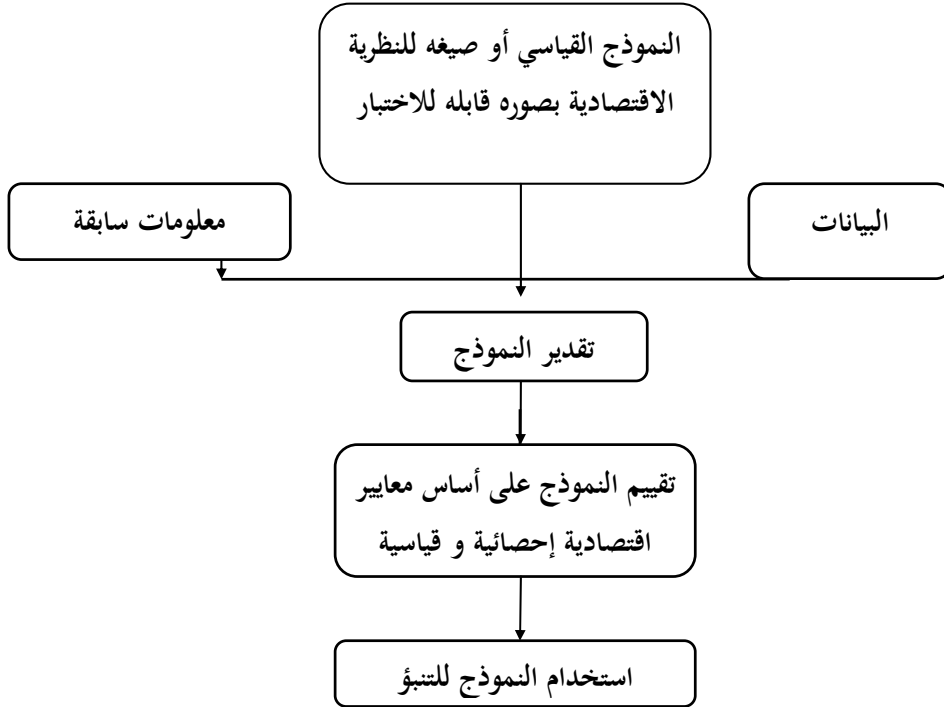 النموذج القياسي أو صيغه للنظرية
الاقتصادية بصوره قابله للاختبار
البيانات
معلومات سابقة
تقدير النموذج
تقييم النموذج على أساس معايير
اقتصادية إحصائية و قياسية
استخدام النموذج للتنبؤ